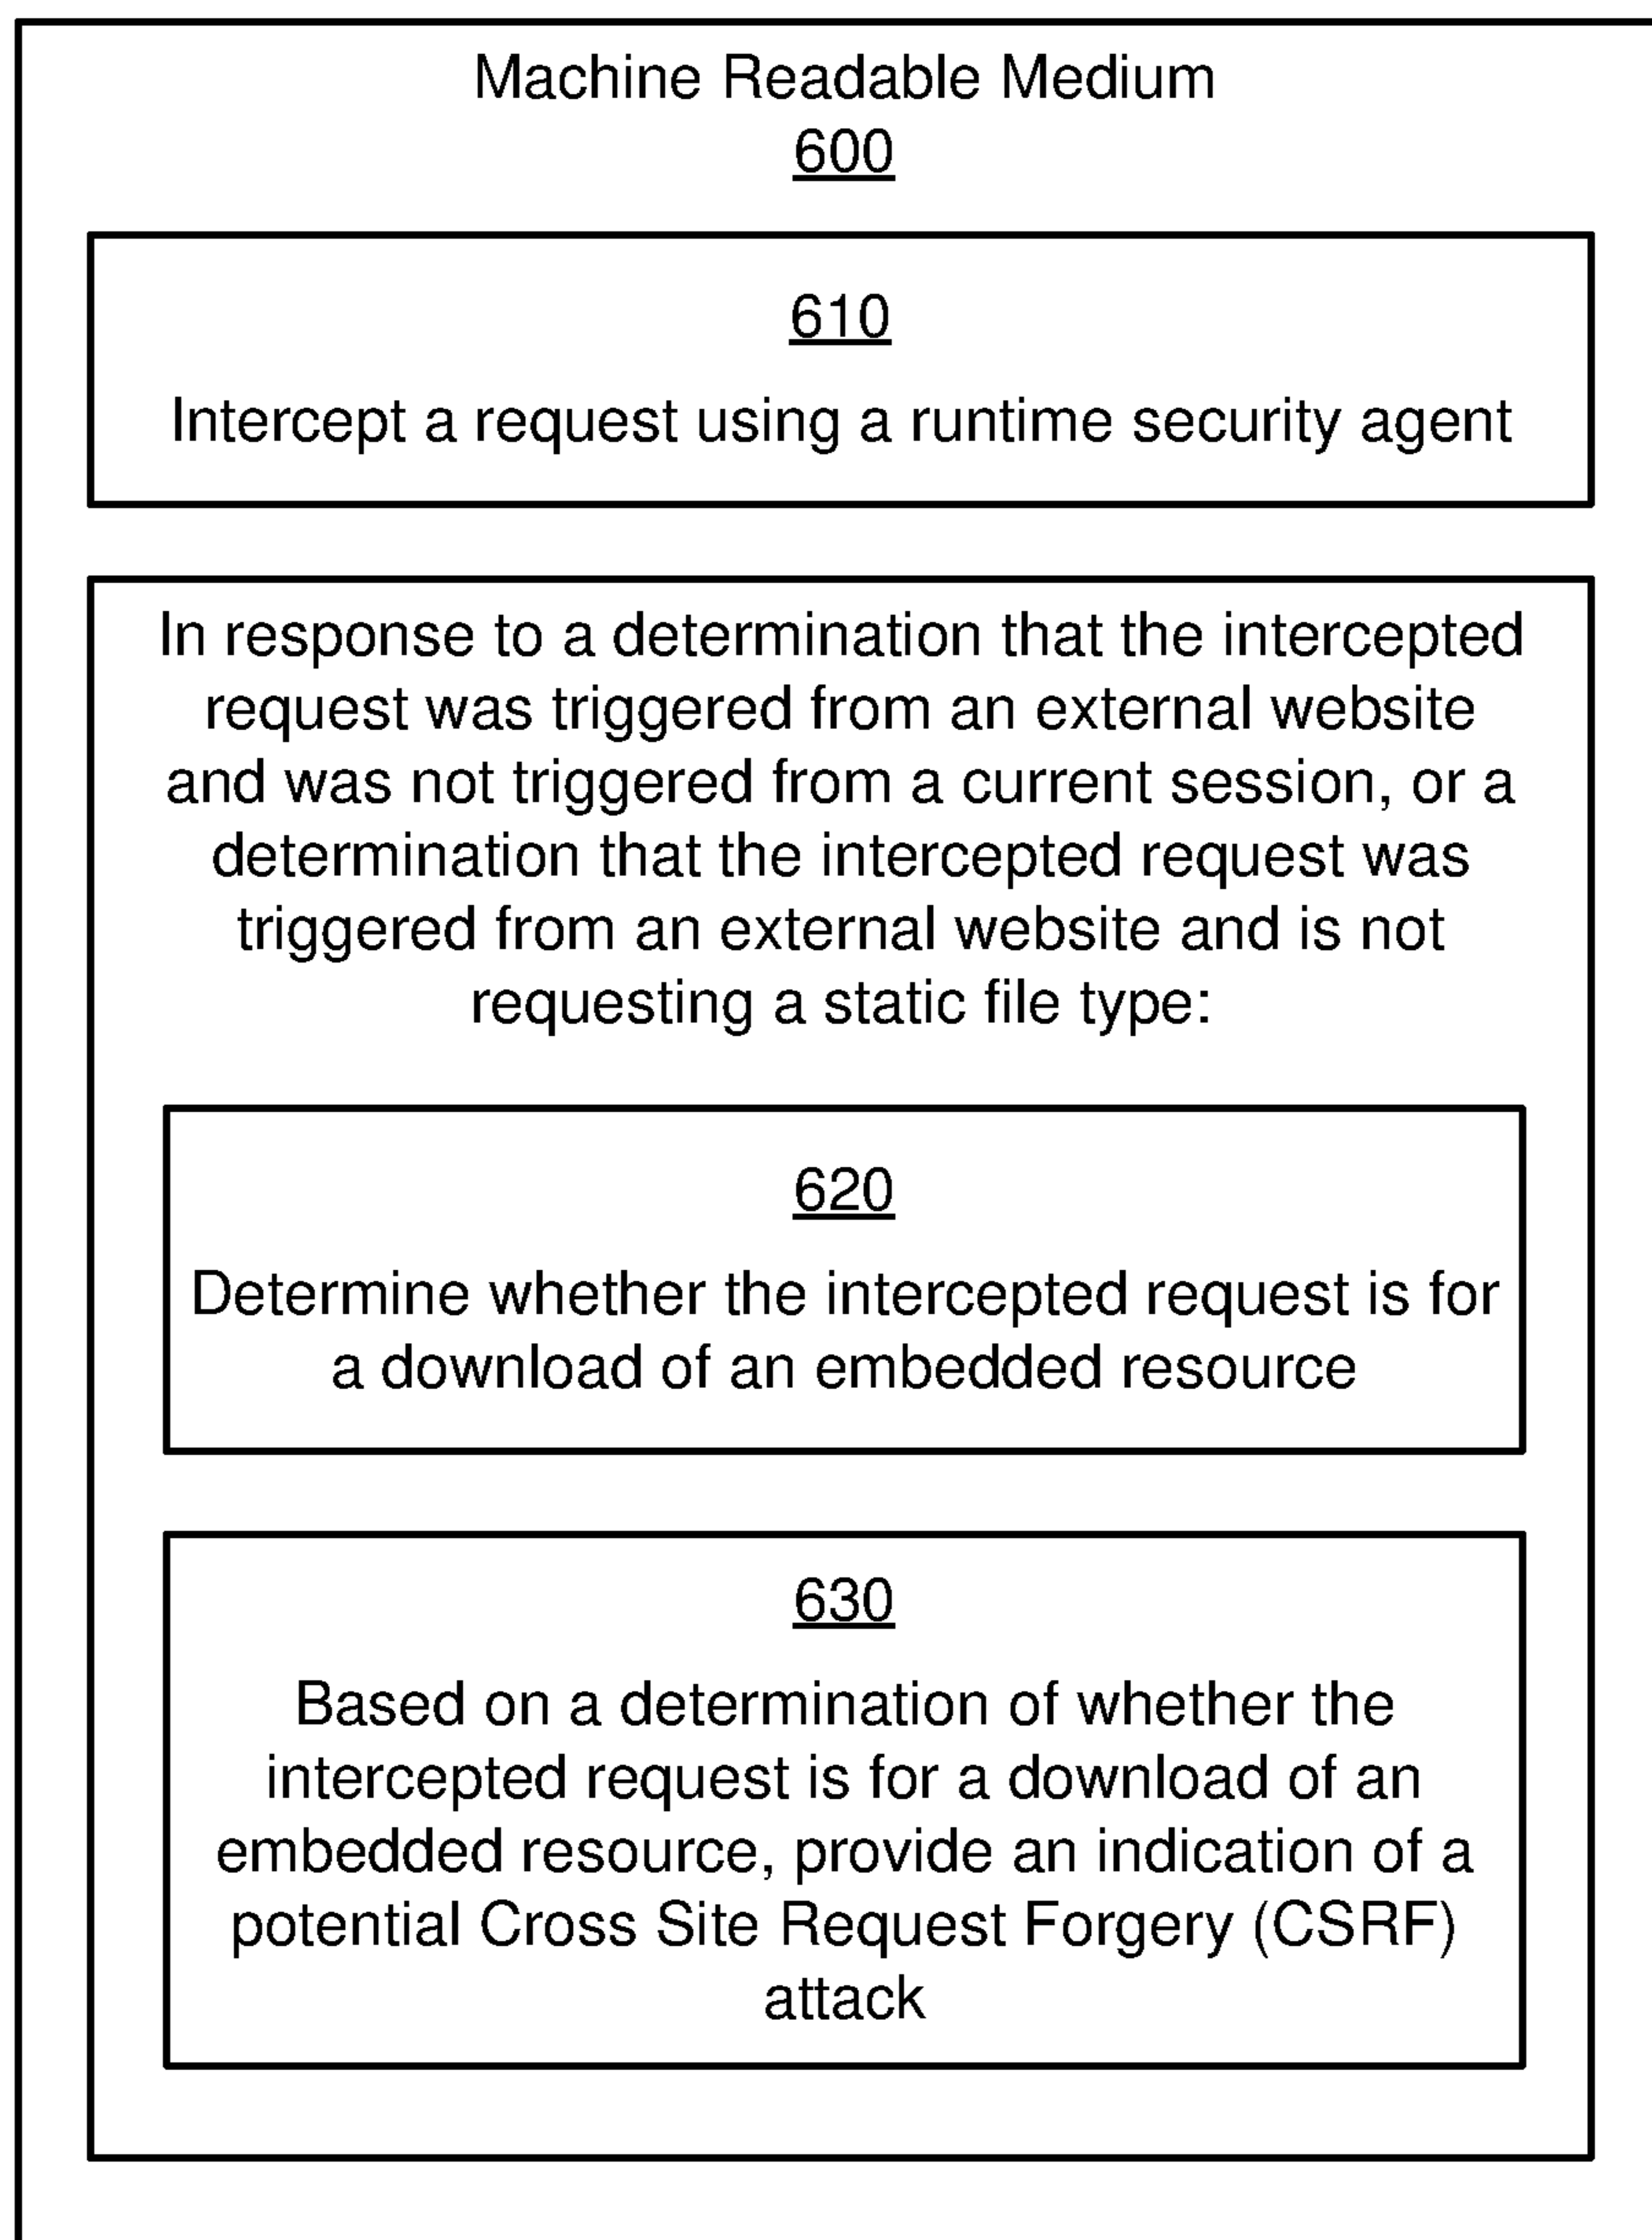 Machine Readable Medium
600
610
Intercept a request using a runtime security agent
In response to a determination that the intercepted
request was triggered from an external website
and was not triggered from a current session, or a
determination that the intercepted request was
triggered from an external website and is not
requesting a static file type:
620
Determine whether the intercepted request is for
a download of an embedded resource
630
Based on a determination of whether the
intercepted request is for a download of an
embedded resource, provide an indication of a
potential Cross Site Request Forgery (CSRF)
attack